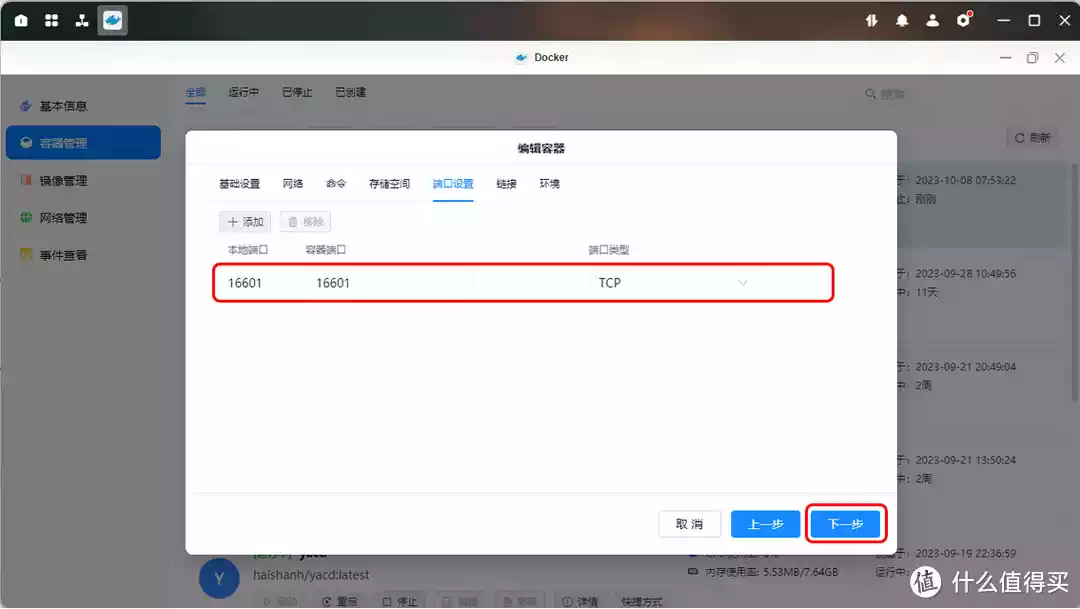 Docker
基本信息
容器管理
镜像管理
网络管理
事件查看
全部 运行中 已停止 已创建
搜索
刷新
编辑容器
基础设置 网络 命令 存储空间 端口设置 链接 环境
添加 移除
本地端口 容器端口 端口类型
16601 16601 TCP
取消 上一步 下一步
于: 2023-10-08 07:53:22
止: 刚刚
于: 2023-09-28 10:49:56
中: 11天
于: 2023-09-21 20:49:04
中: 2周
于: 2023-09-21 13:50:24
中: 2周
yacd
于: 2023-09-19 22:36:59
Y
haishanh/yacd:latest
内存使用率: 5.53MB/7.64GB
运行中:
启动 重启 停止 编辑 详情 快捷方式
值 什么值得买